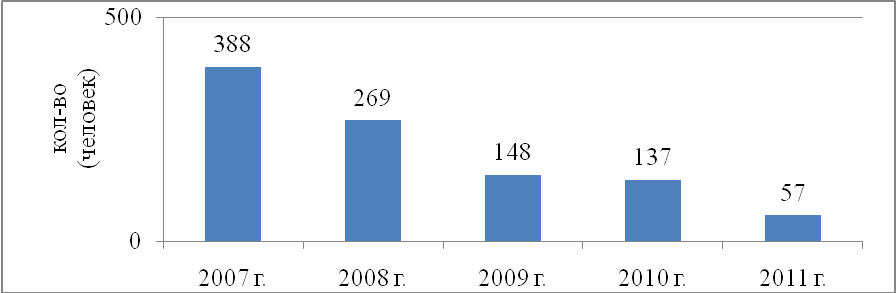 кол-во
(человек)
500
0
388
269
148
137
57
2007 г.
2008 г.
2009 г.
2010 г.
2011 г.